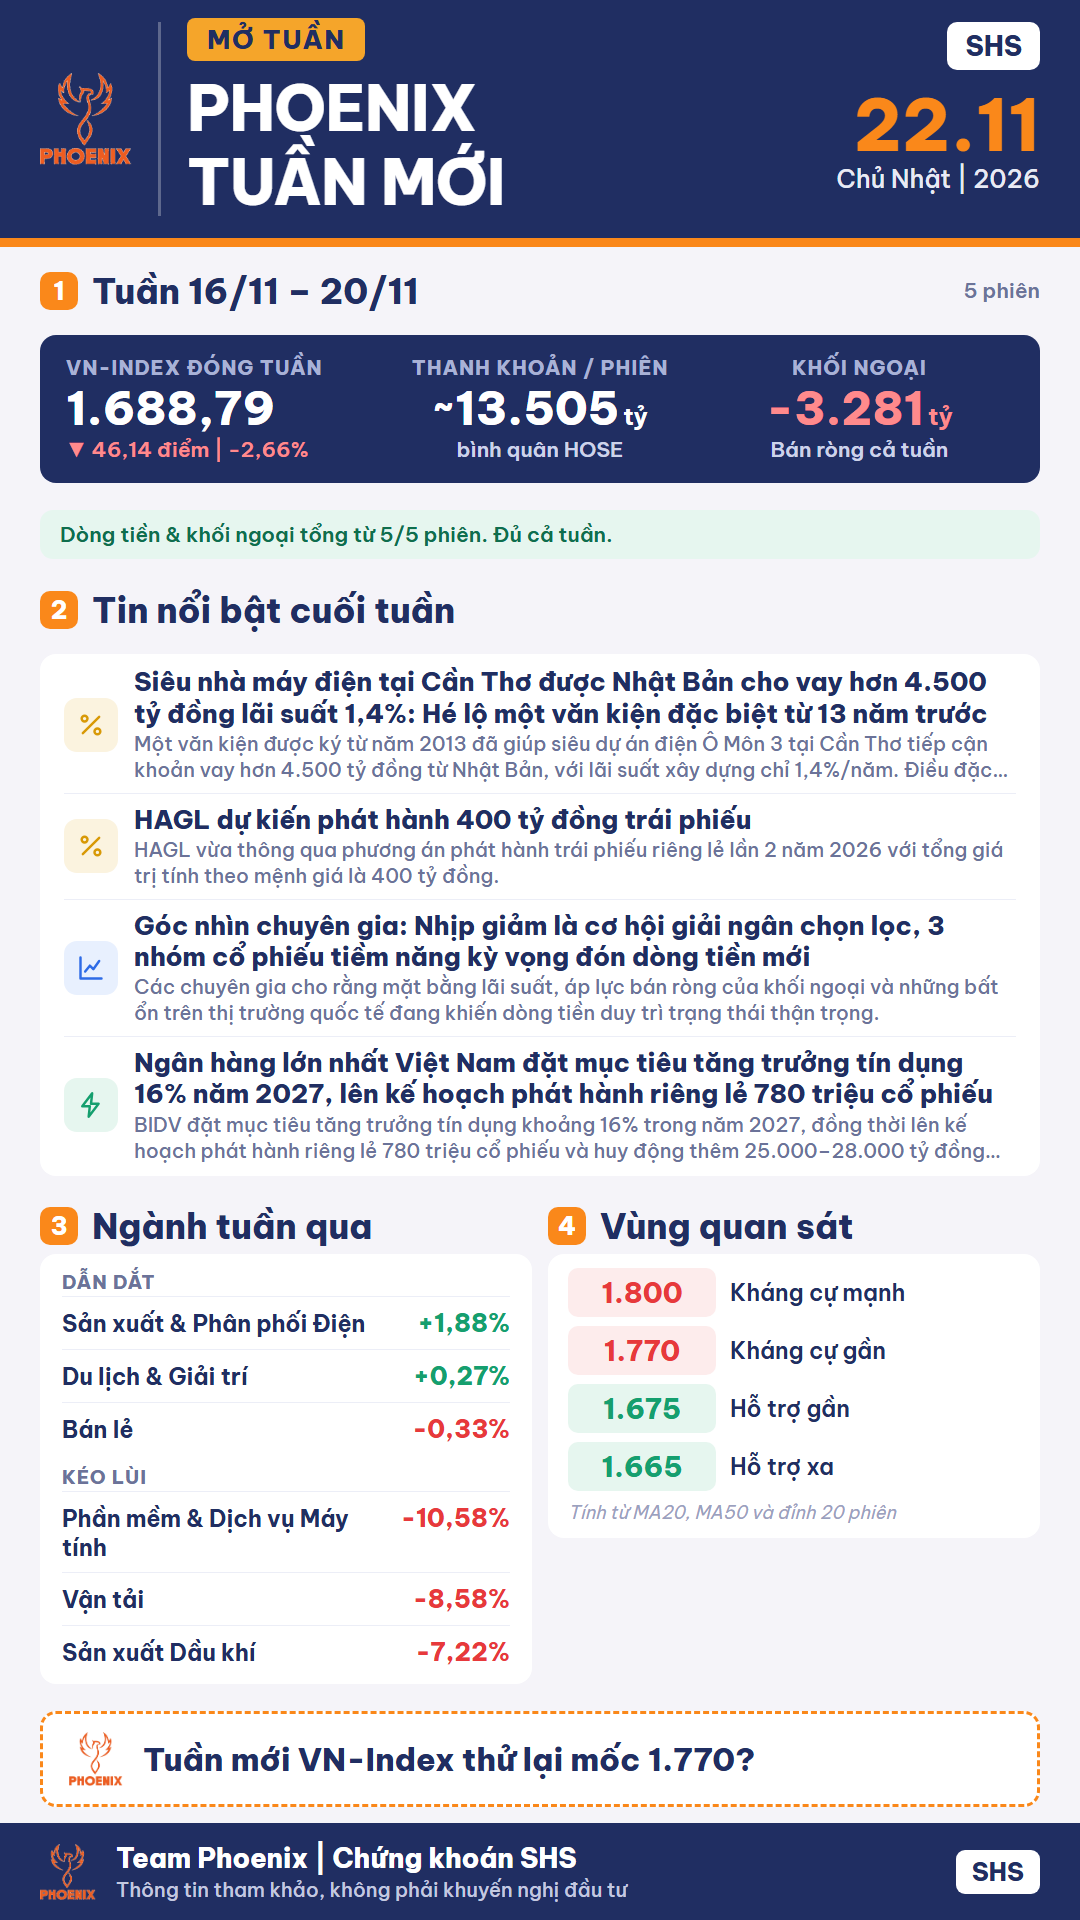 MỞ TUẦN
PHOENIX
TUẦN MỚI
PHOENIX
SHS
22.11
Chủ Nhật | 2026
1 Tuần 16/11 – 20/11
5 phiên
VN-INDEX ĐÓNG TUẦN
1.688,79
▼ 46,14 điểm | -2,66%
THANH KHOẢN / PHIÊN
~13.505 tỷ
bình quân HOSE
KHỐI NGOẠI
-3.281 tỷ
Bán ròng cả tuần
Dòng tiền & khối ngoại tổng từ 5/5 phiên. Đủ cả tuần.
2 Tin nổi bật cuối tuần
Siêu nhà máy điện tại Cần Thơ được Nhật Bản cho vay hơn 4.500
tỷ đồng lãi suất 1,4%: Hé lộ một văn kiện đặc biệt từ 13 năm trước
Một văn kiện được ký từ năm 2013 đã giúp siêu dự án điện Ô Môn 3 tại Cần Thơ tiếp cận
khoản vay hơn 4.500 tỷ đồng từ Nhật Bản, với lãi suất xây dựng chỉ 1,4%/năm. Điều đặc...
HAGL dự kiến phát hành 400 tỷ đồng trái phiếu
HAGL vừa thông qua phương án phát hành trái phiếu riêng lẻ lần 2 năm 2026 với tổng giá
trị tính theo mệnh giá là 400 tỷ đồng.
Góc nhìn chuyên gia: Nhịp giảm là cơ hội giải ngân chọn lọc, 3
nhóm cổ phiếu tiềm năng kỳ vọng đón dòng tiền mới
Các chuyên gia cho rằng mặt bằng lãi suất, áp lực bán ròng của khối ngoại và những bất
ổn trên thị trường quốc tế đang khiến dòng tiền duy trì trạng thái thận trọng.
Ngân hàng lớn nhất Việt Nam đặt mục tiêu tăng trưởng tín dụng
16% năm 2027, lên kế hoạch phát hành riêng lẻ 780 triệu cổ phiếu
BIDV đặt mục tiêu tăng trưởng tín dụng khoảng 16% trong năm 2027, đồng thời lên kế
hoạch phát hành riêng lẻ 780 triệu cổ phiếu và huy động thêm 25.000–28.000 tỷ đồng...
3 Ngành tuần qua
DẪN DẮT
Sản xuất & Phân phối Điện +1,88%
Du lịch & Giải trí +0,27%
Bán lẻ -0,33%
KÉO LÙI
Phần mềm & Dịch vụ Máy
tính
-10,58%
Vận tải -8,58%
Sản xuất Dầu khí -7,22%
4 Vùng quan sát
1.800 Kháng cự mạnh
1.770 Kháng cự gần
1.675 Hỗ trợ gần
1.665 Hỗ trợ xa
Tính từ MA20, MA50 và đỉnh 20 phiên
PHOENIX
Tuần mới VN-Index thử lại mốc 1.770?
PHOENIX
Team Phoenix | Chứng khoán SHS
Thông tin tham khảo, không phải khuyến nghị đầu tư
SHS